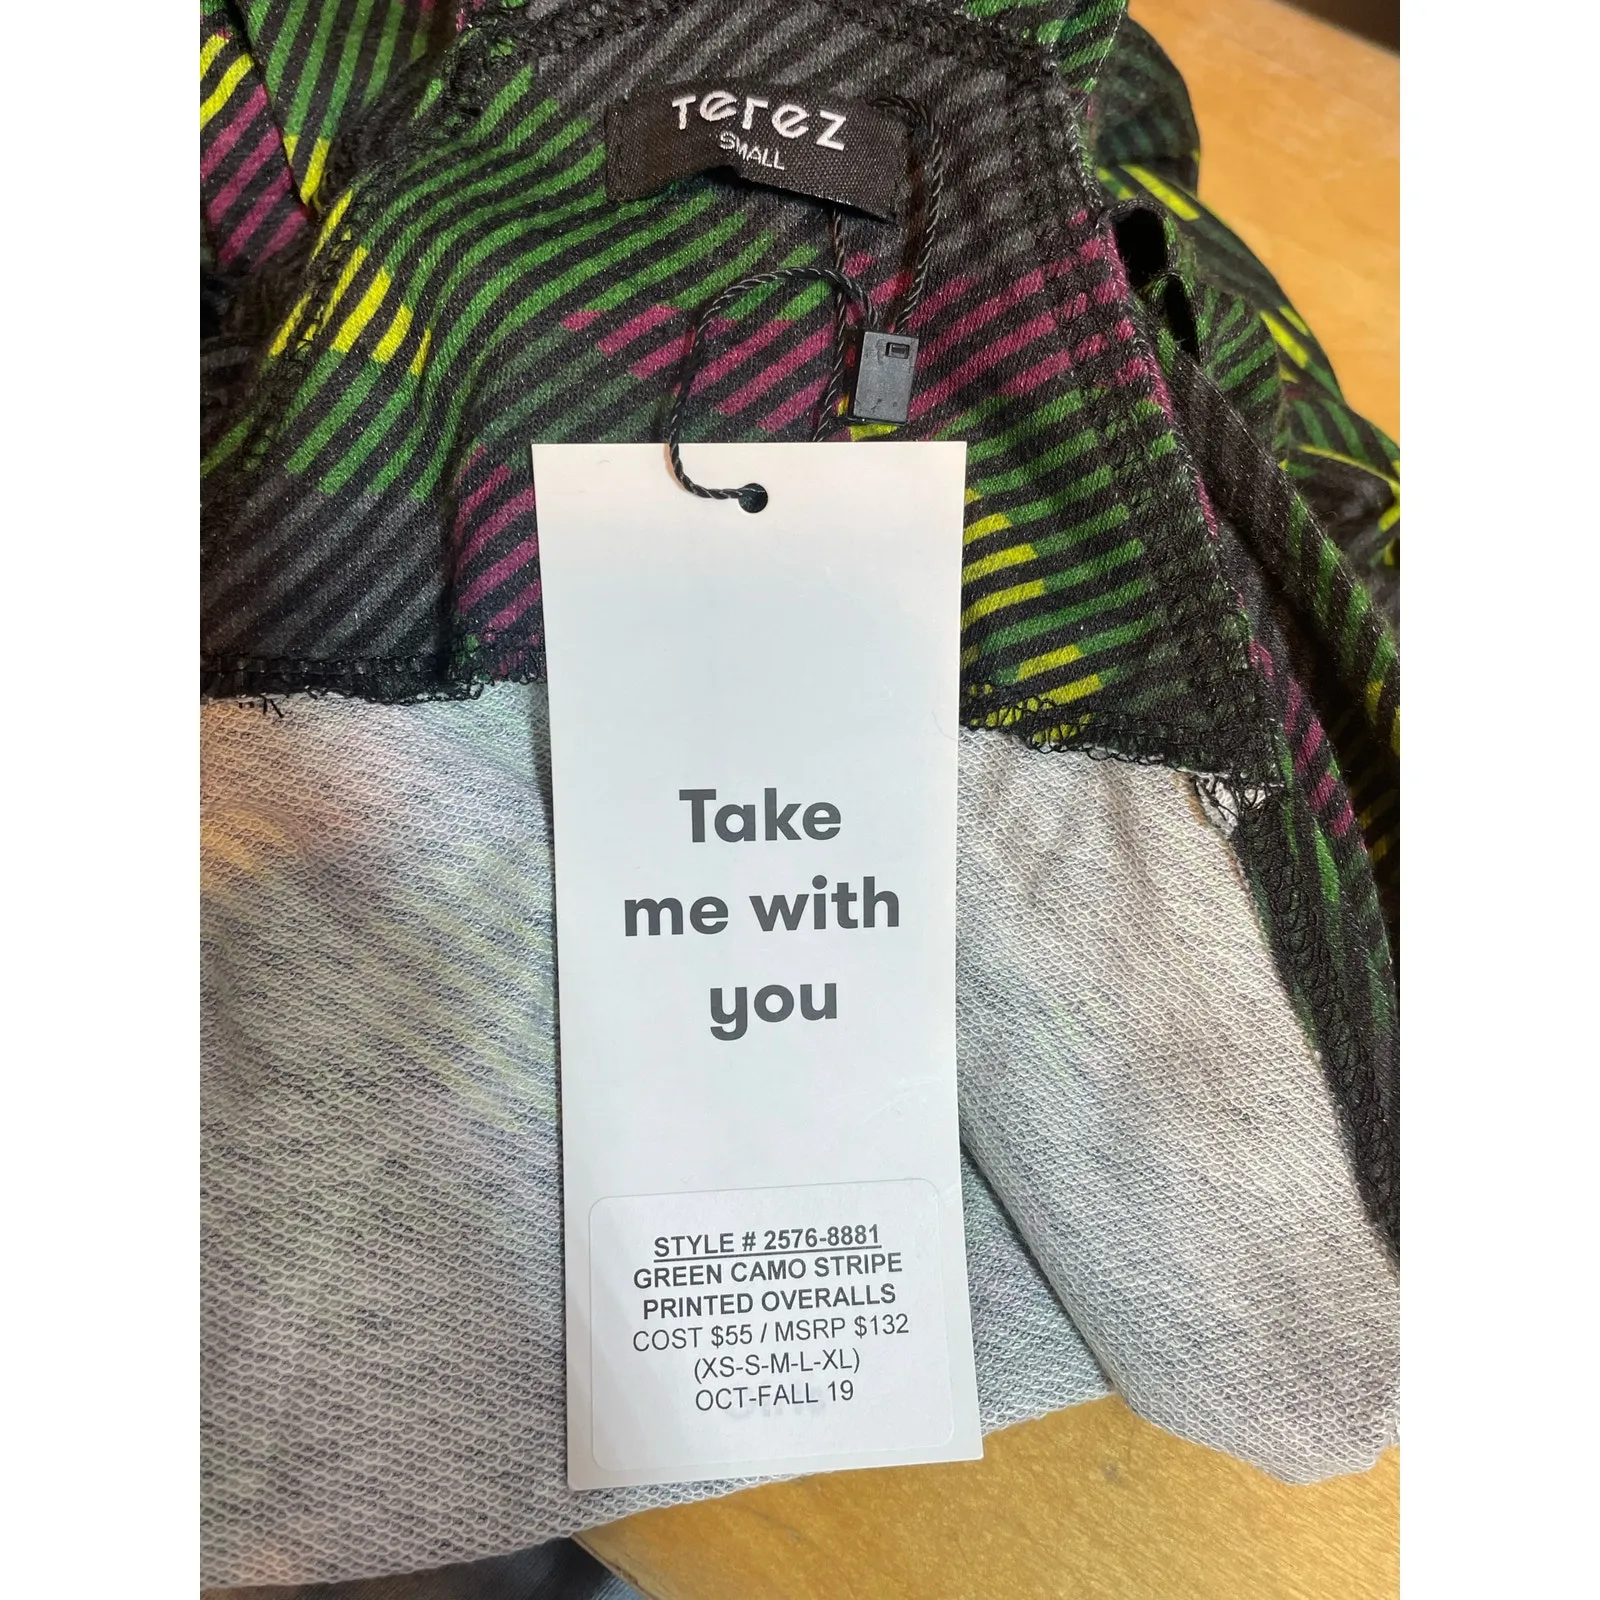 Terez
SMALL
Take
me with
you
STYLE # 2576-8881
GREEN CAMO STRIPE
PRINTED OVERALLS
COST $55 / MSRP $132
(XS-S-M-L-XL)
OCT-FALL 19